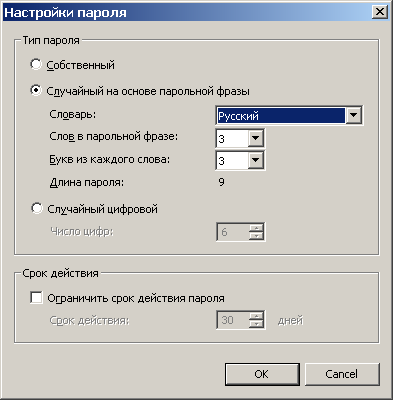 Настройки пароля
Тип пароля
Собственный
Случайный на основе парольной фразы
Словарь: Русский
Слов в парольной фразе: 3
Букв из каждого слова: 3
Длина пароля: 9
Случайный цифровой
Число цифр: 6
Срок действия
Ограничить срок действия пароля
Срок действия: 30 дней
OK Cancel